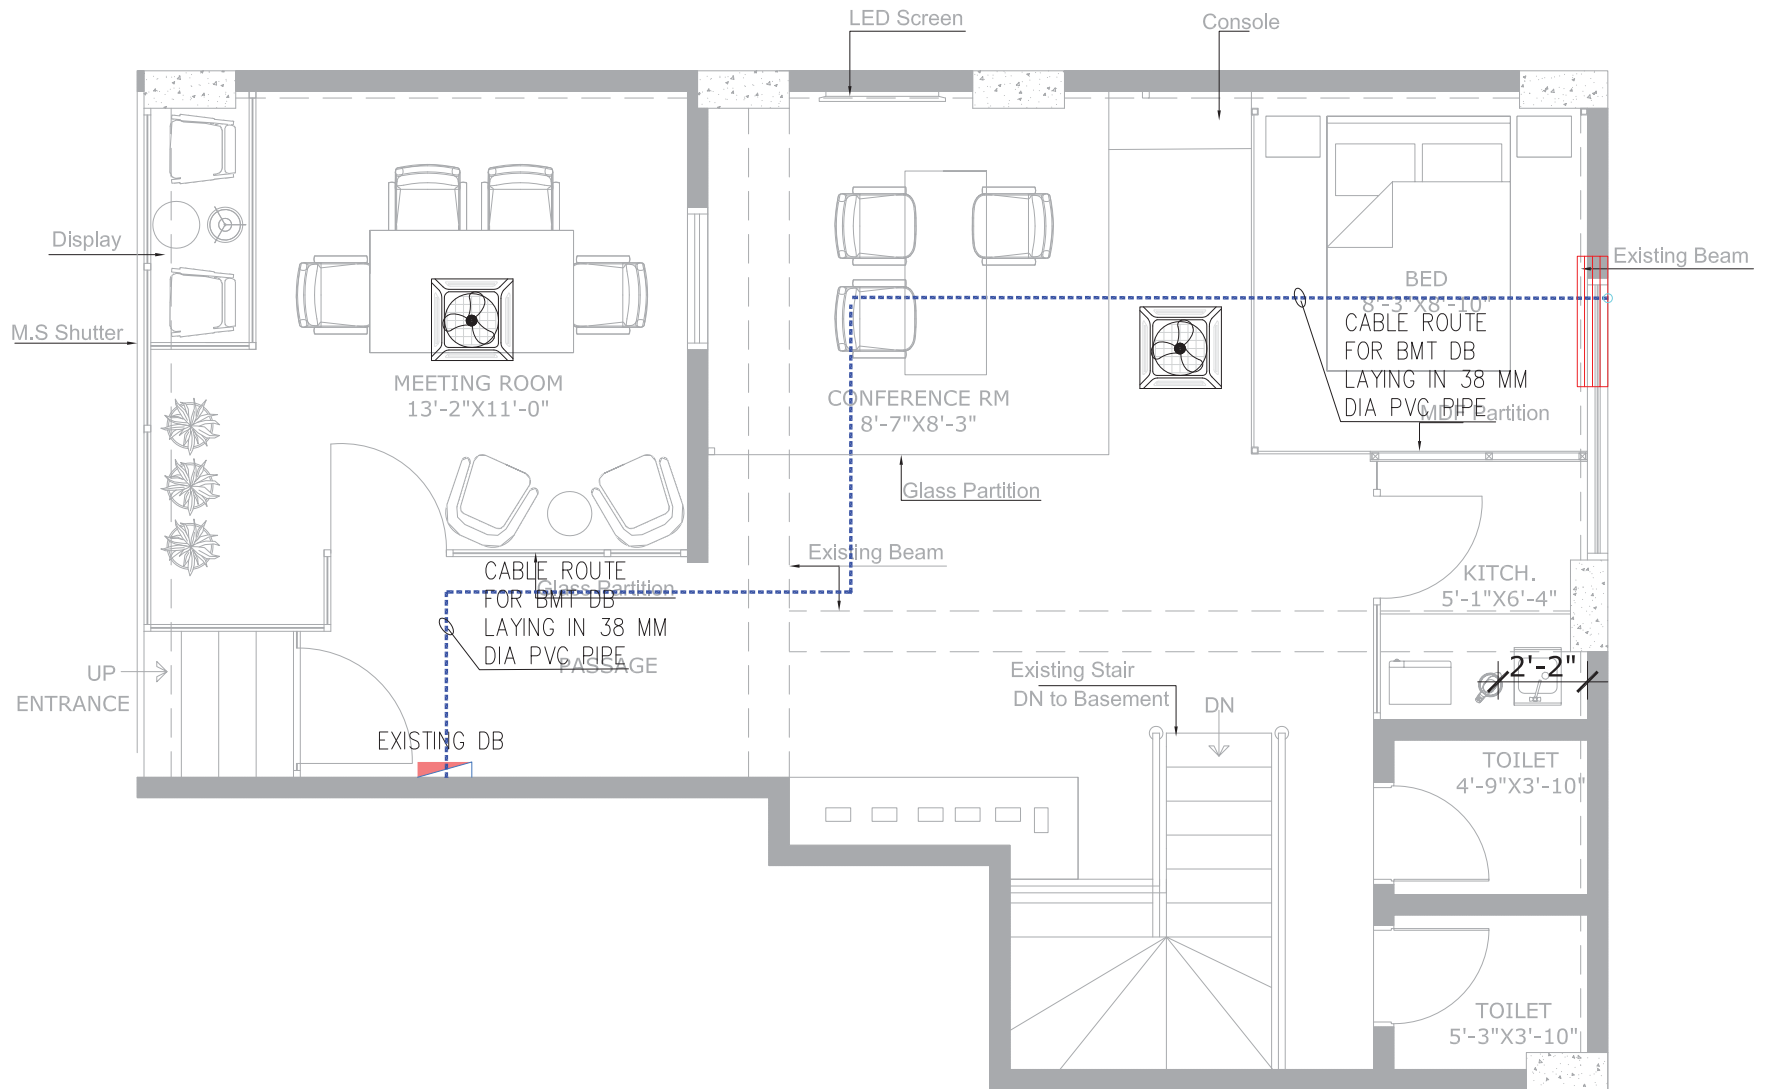 LED Screen
Console
Display
Existing Beam
BED
8'-3"X8'-10"
CABLE ROUTE
FOR BMT DB
LAYING IN 38 MM
DIA PVC PIPE
M.S Shutter
MEETING ROOM
13'-2"X11'-0"
CONFERENCE RM
8'-7"X8'-3"
MDF Partition
Glass Partition
Existing Beam
CABLE ROUTE
FOR BMT DB
LAYING IN 38 MM
DIA PVC PIPE
Glass Partition
KITCH.
5'-1"X6'-4"
PASSAGE
UP
ENTRANCE
2'-2"
Existing Stair
DN to Basement
DN
EXISTING DB
TOILET
4'-9"X3'-10"
TOILET
5'-3"X3'-10"